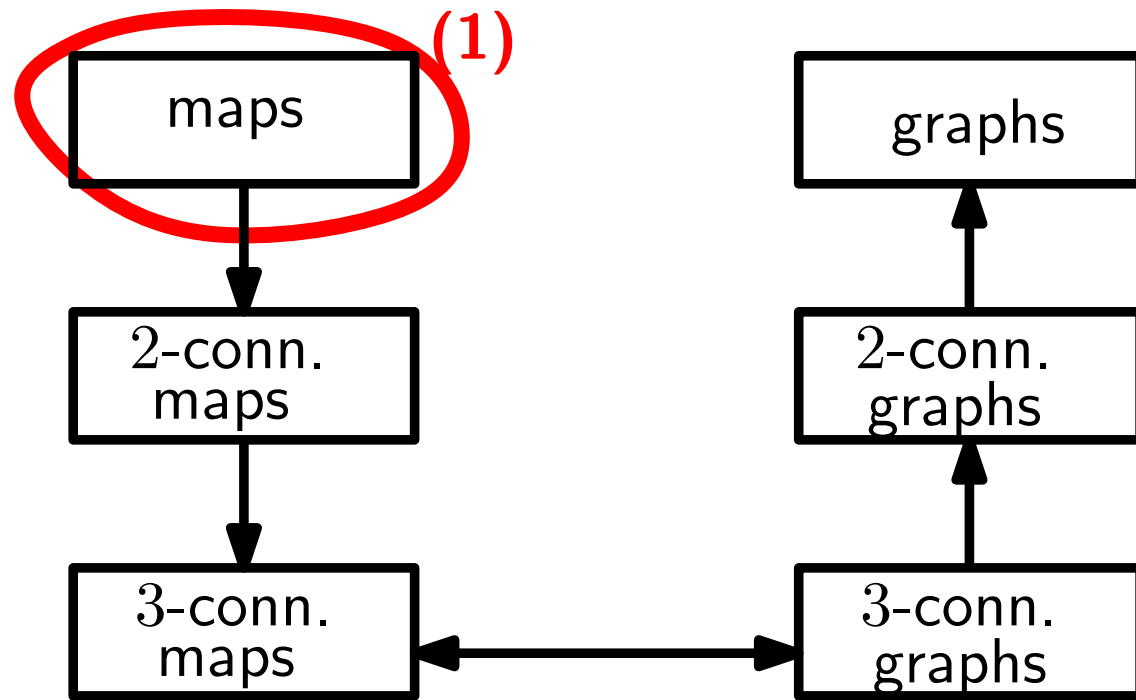 (1)
maps
graphs
2-conn.
maps
2-conn.
graphs
3-conn.
maps
3-conn.
graphs